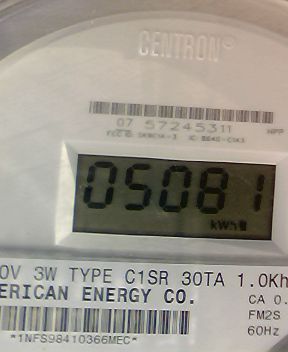 CENTRON®
07 57245311
05081
kWh
0V 3W TYPE C1SR 30TA 1.0Kh
ERICAN ENERGY CO.
CA 0.
FM2S
60Hz
*1NFS98410366MEC*